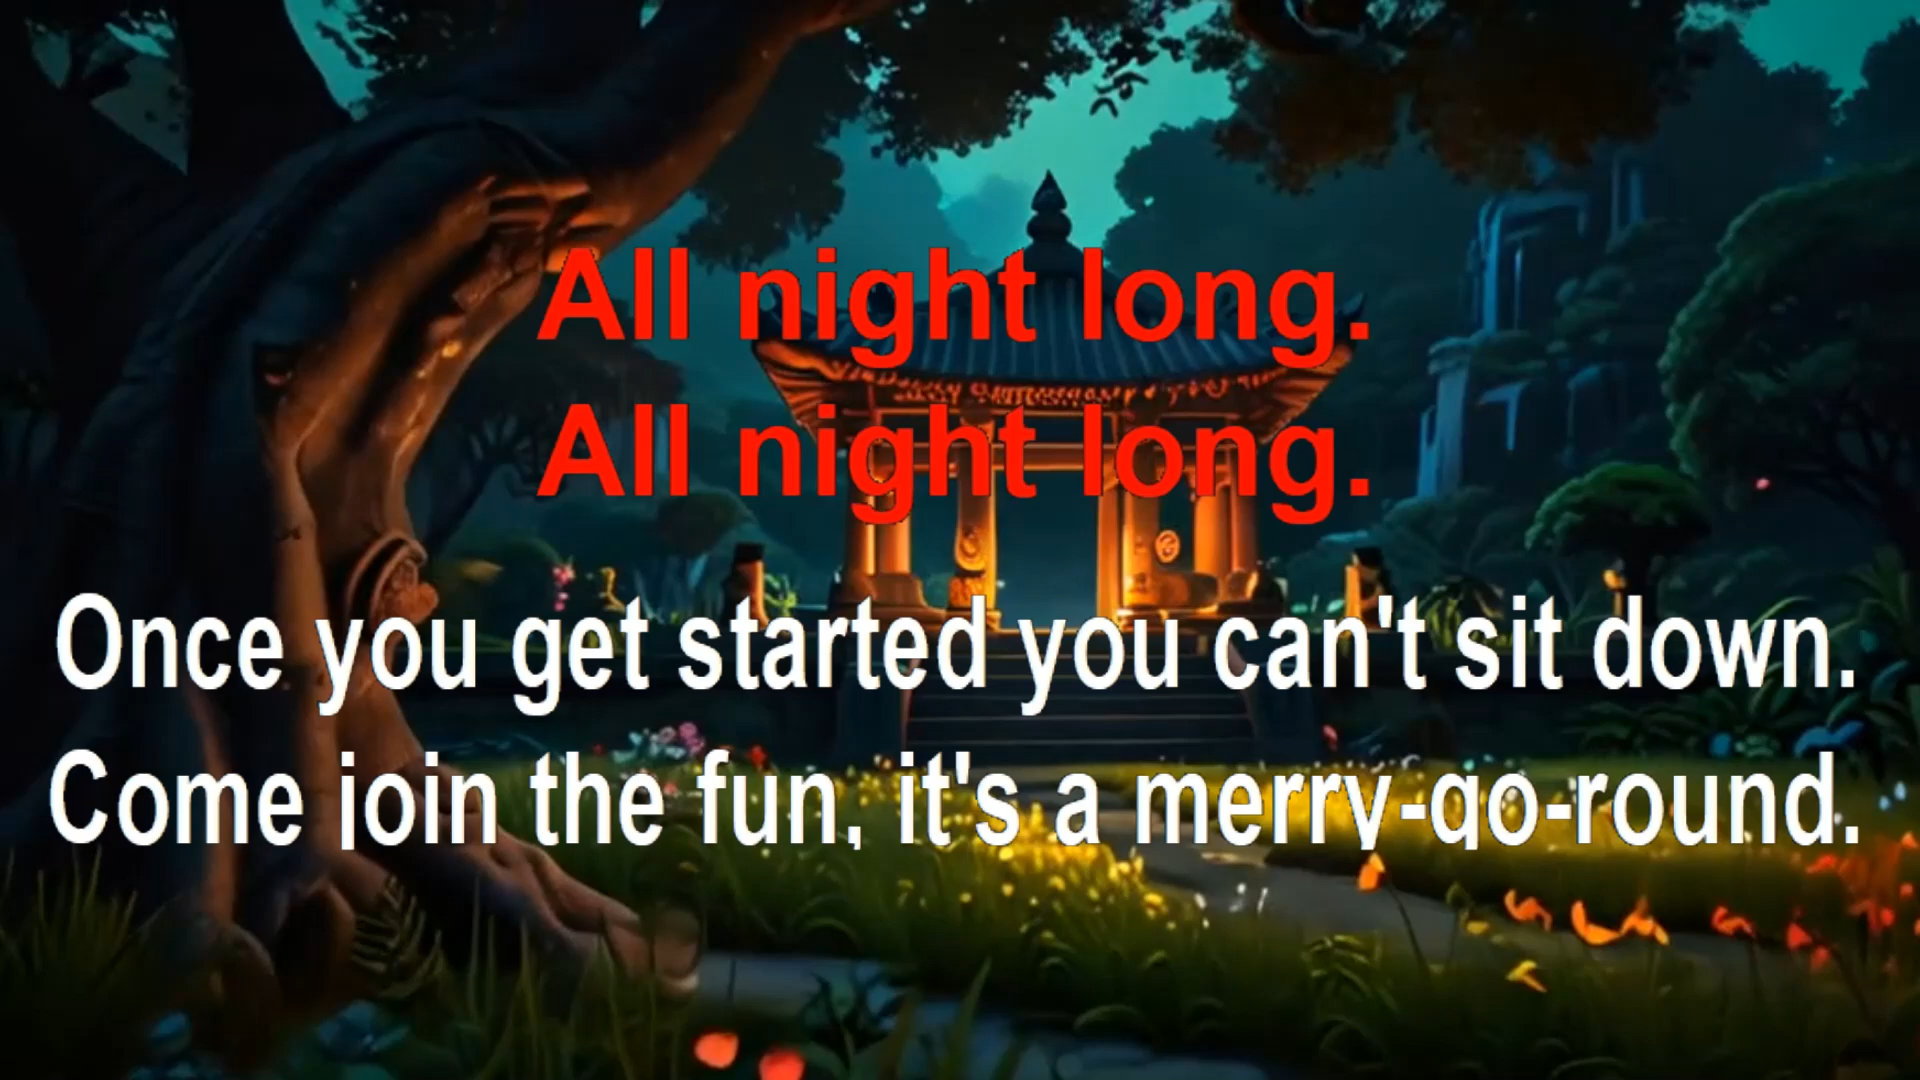 All night long.
All night long.
Once you get started you can't sit down.
Come join the fun, it's a merry-go-round.